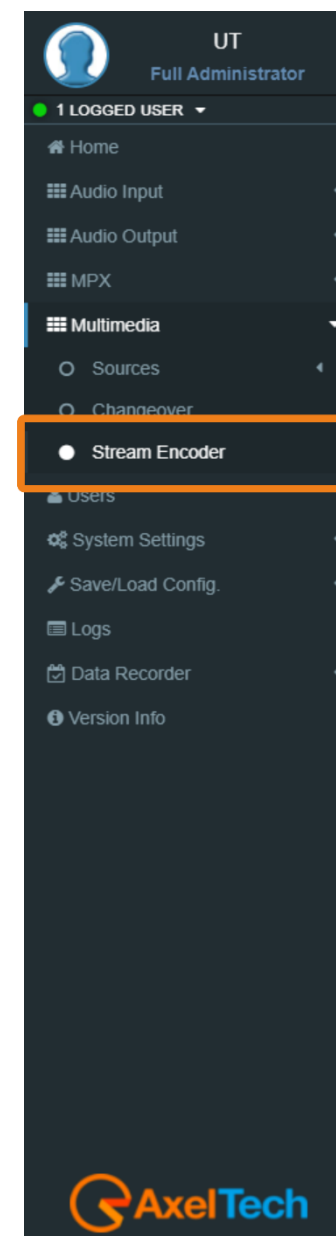 UT
Full Administrator
1 LOGGED USER
Home
Audio Input
Audio Output
MPX
Multimedia
Sources
Changeover
Stream Encoder
Users
System Settings
Save/Load Config.
Logs
Data Recorder
Version Info
AxelTech